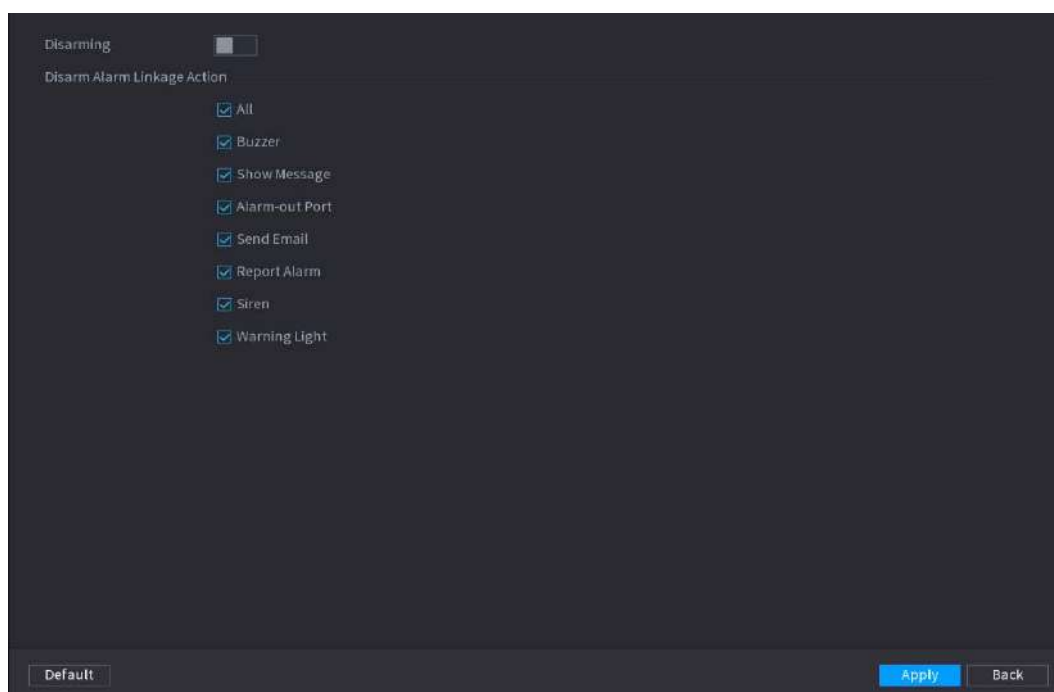 Disarming
Disarm Alarm Linkage Action
All
Buzzer
Show Message
Alarm-out Port
Send Email
Report Alarm
Siren
Warning Light
Default Apply Back